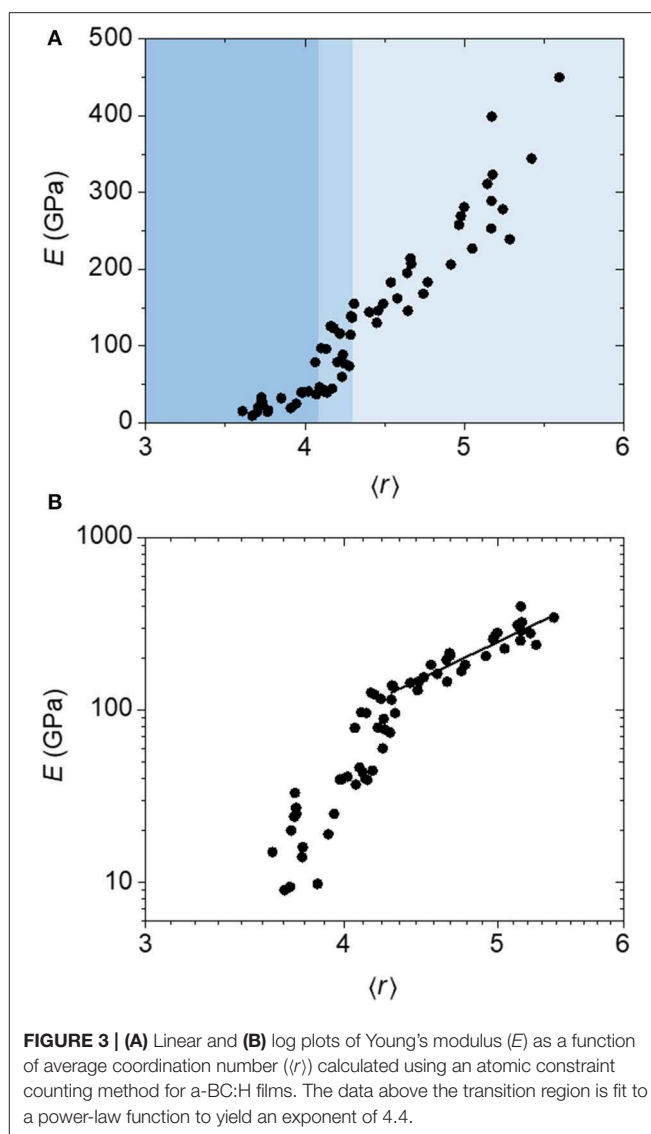 A
500
400
300
200
100
0
E (GPa)
3
4
5
6
⟨r⟩
B
1000
100
10
E (GPa)
3
4
5
6
⟨r⟩
FIGURE 3 | (A) Linear and (B) log plots of Young's modulus (E) as a function
of average coordination number (⟨r⟩) calculated using an atomic constraint
counting method for a-BC:H films. The data above the transition region is fit to
a power-law function to yield an exponent of 4.4.